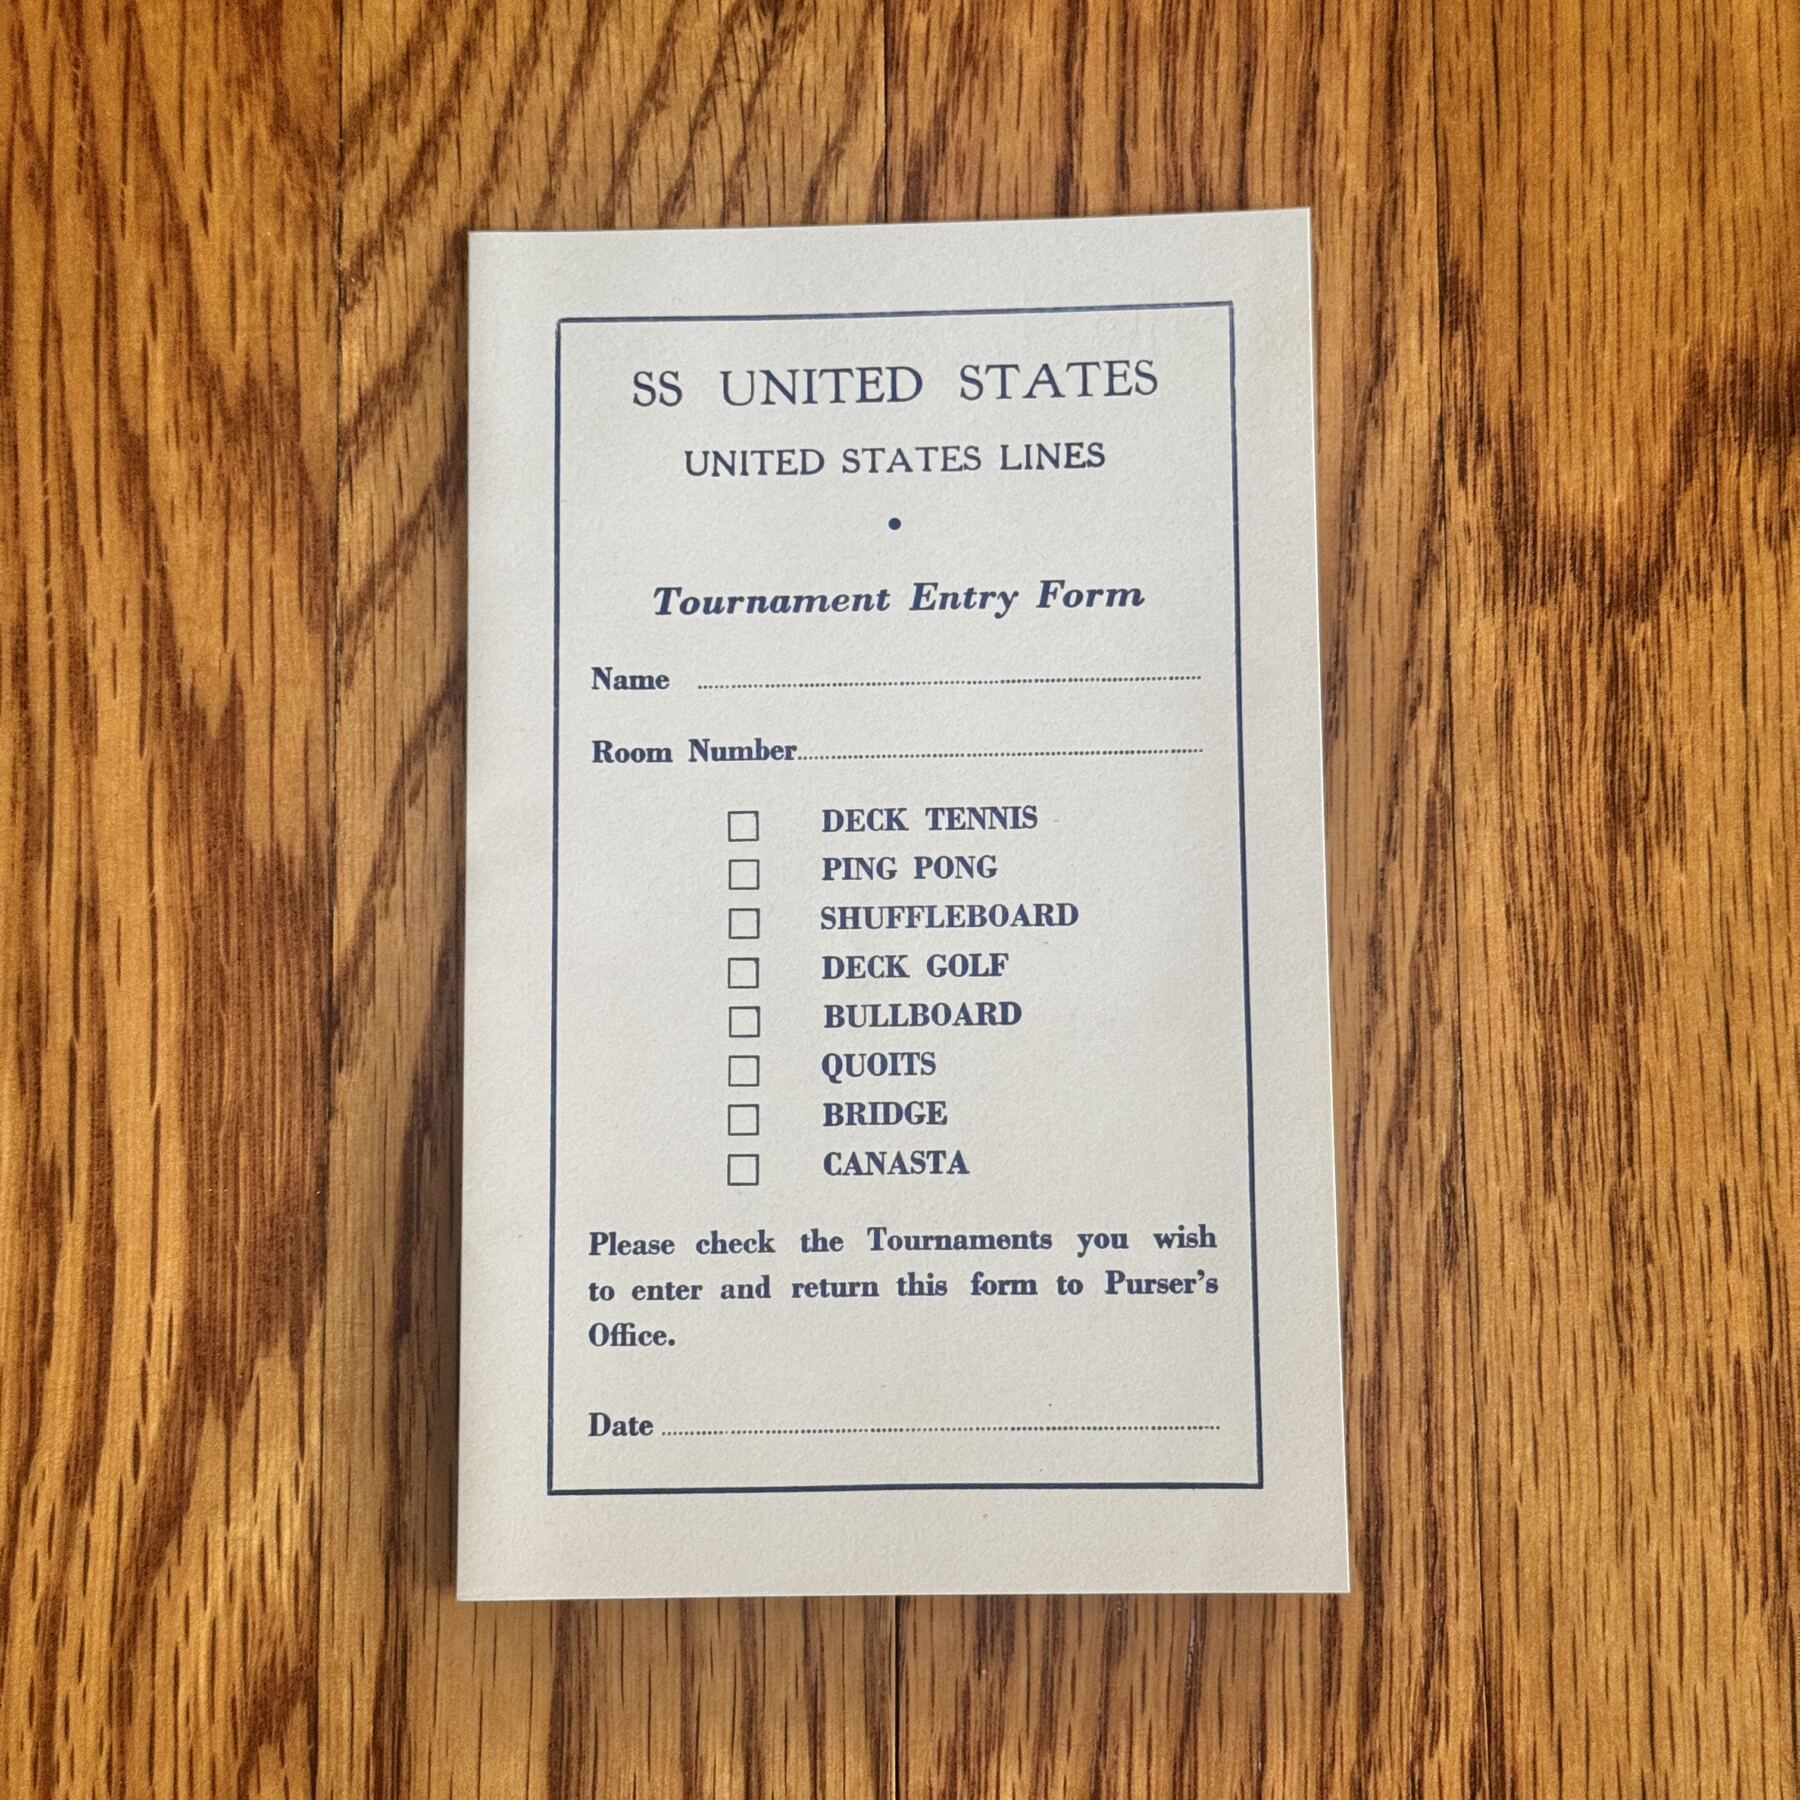 SS UNITED STATES
UNITED STATES LINES
•
Tournament Entry Form
Name ........................................
Room Number........................................
☐ DECK TENNIS
☐ PING PONG
☐ SHUFFLEBOARD
☐ DECK GOLF
☐ BULLBOARD
☐ QUOITS
☐ BRIDGE
☐ CANASTA
Please check the Tournaments you wish
to enter and return this form to Purser's
Office.
Date ........................................